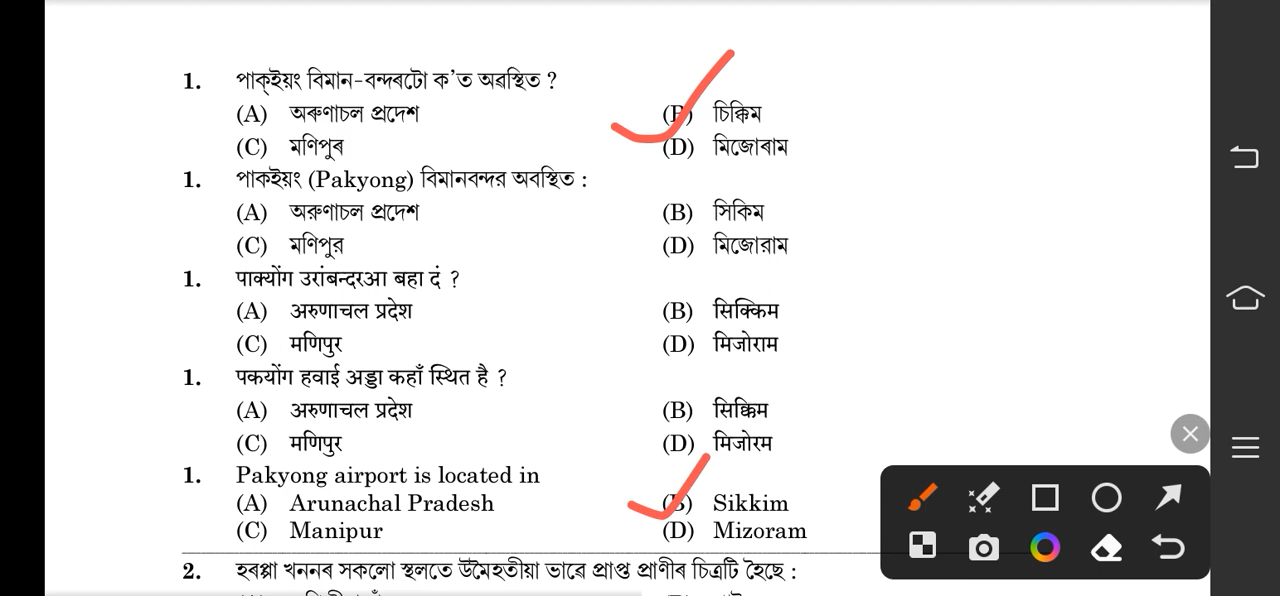 1. পাক্‌ইয়ং বিমান-বন্দৰটো ক'ত অৱস্থিত ?
(A) অৰুণাচল প্ৰদেশ (B) চিক্কিম
(C) মণিপুৰ (D) মিজোৰাম
1. পাকইয়ং (Pakyong) বিমানবন্দর অবস্থিত :
(A) অরুণাচল প্রদেশ (B) সিকিম
(C) মণিপুর (D) মিজোরাম
1. पाक्योंग उरांबन्दरआ बहा दं ?
(A) अरुणाचल प्रदेश (B) सिक्किम
(C) मणिपुर (D) मिजोराम
1. पकयोंग हवाई अड्डा कहाँ स्थित है ?
(A) अरुणाचल प्रदेश (B) सिक्किम
(C) मणिपुर (D) मिजोरम
1. Pakyong airport is located in
(A) Arunachal Pradesh (B) Sikkim
(C) Manipur (D) Mizoram
2. হৰপ্পা খননৰ সকলো স্থলতে উমৈহতীয়া ভাৱে প্ৰাপ্ত প্ৰাণীৰ চিত্ৰটি হৈছে :